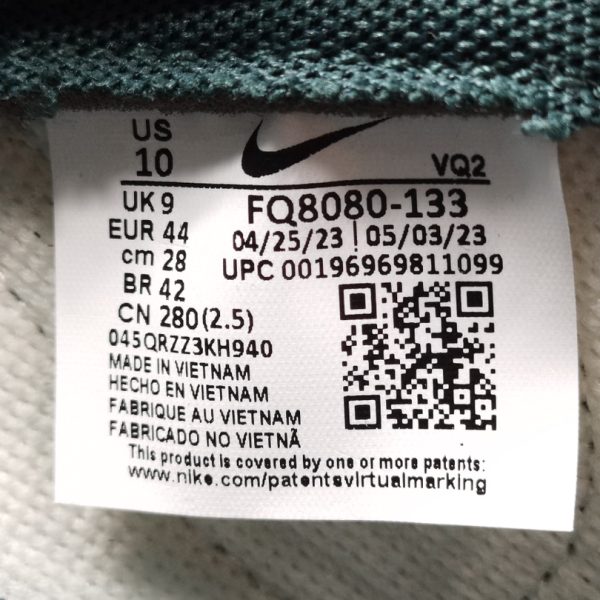 US
10
VQ2
UK 9
EUR 44
cm 28
BR 42
CN 280(2.5)
FQ8080-133
04/25/23 | 05/03/23
UPC 00196969811099
045QRZZ3KH940
MADE IN VIETNAM
HECHO EN VIETNAM
FABRIQUE AU VIETNAM
FABRICADO NO VIETNÃ
This product is covered by one or more patents:
www.nike.com/patentsvirtualmarking